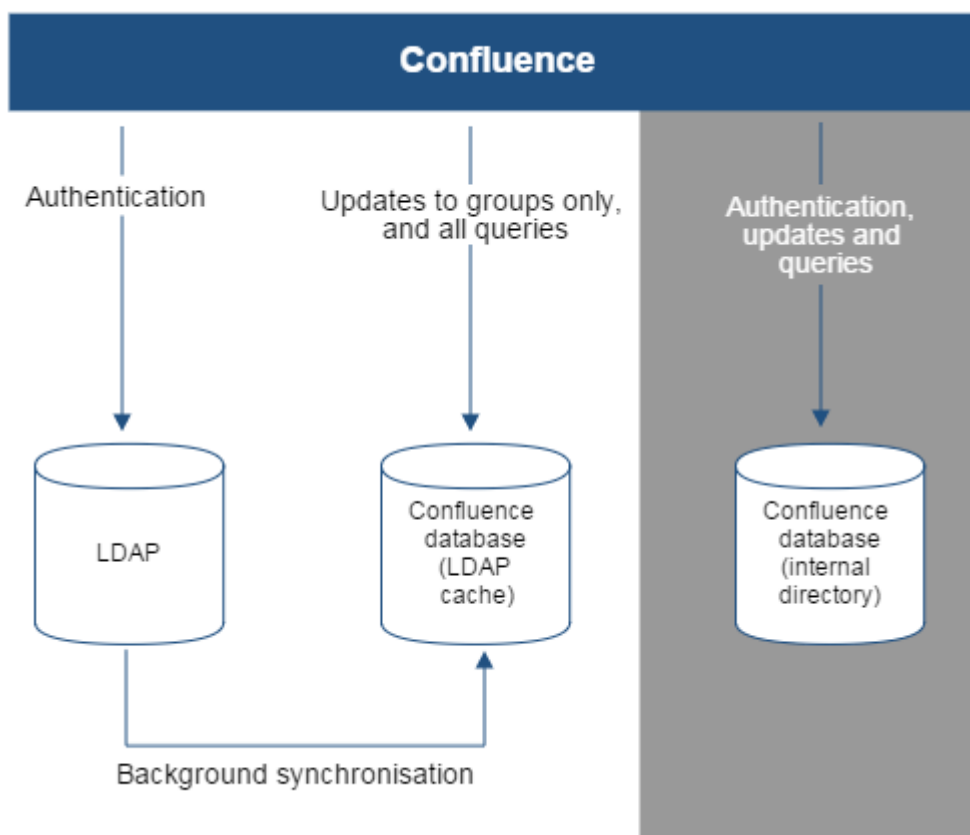 Confluence
Authentication
Updates to groups only,
and all queries
Authentication,
updates and
queries
LDAP
Confluence
database
(LDAP
cache)
Confluence
database
(internal
directory)
Background synchronisation